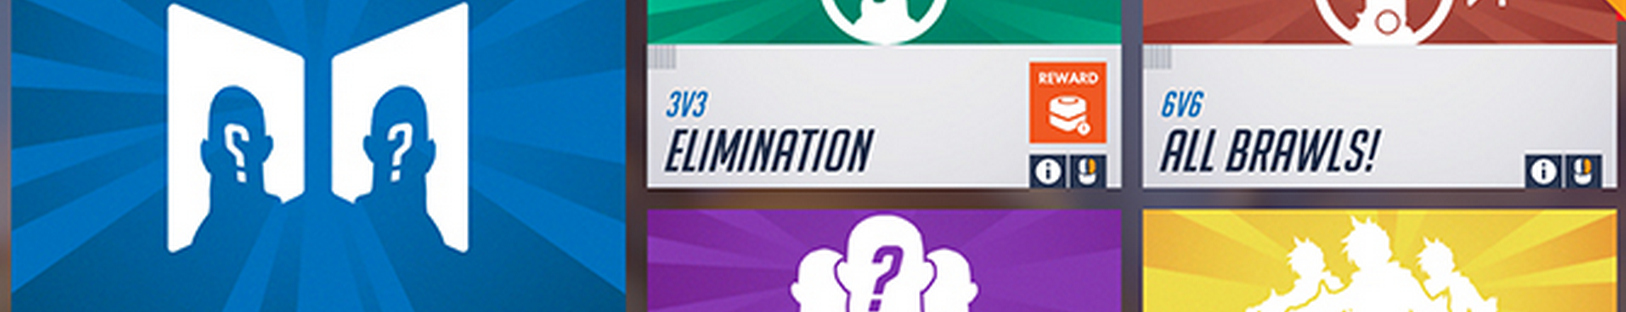 3V3
ELIMINATION
REWARD
6V6
ALL BRAWLS!
?
?
?